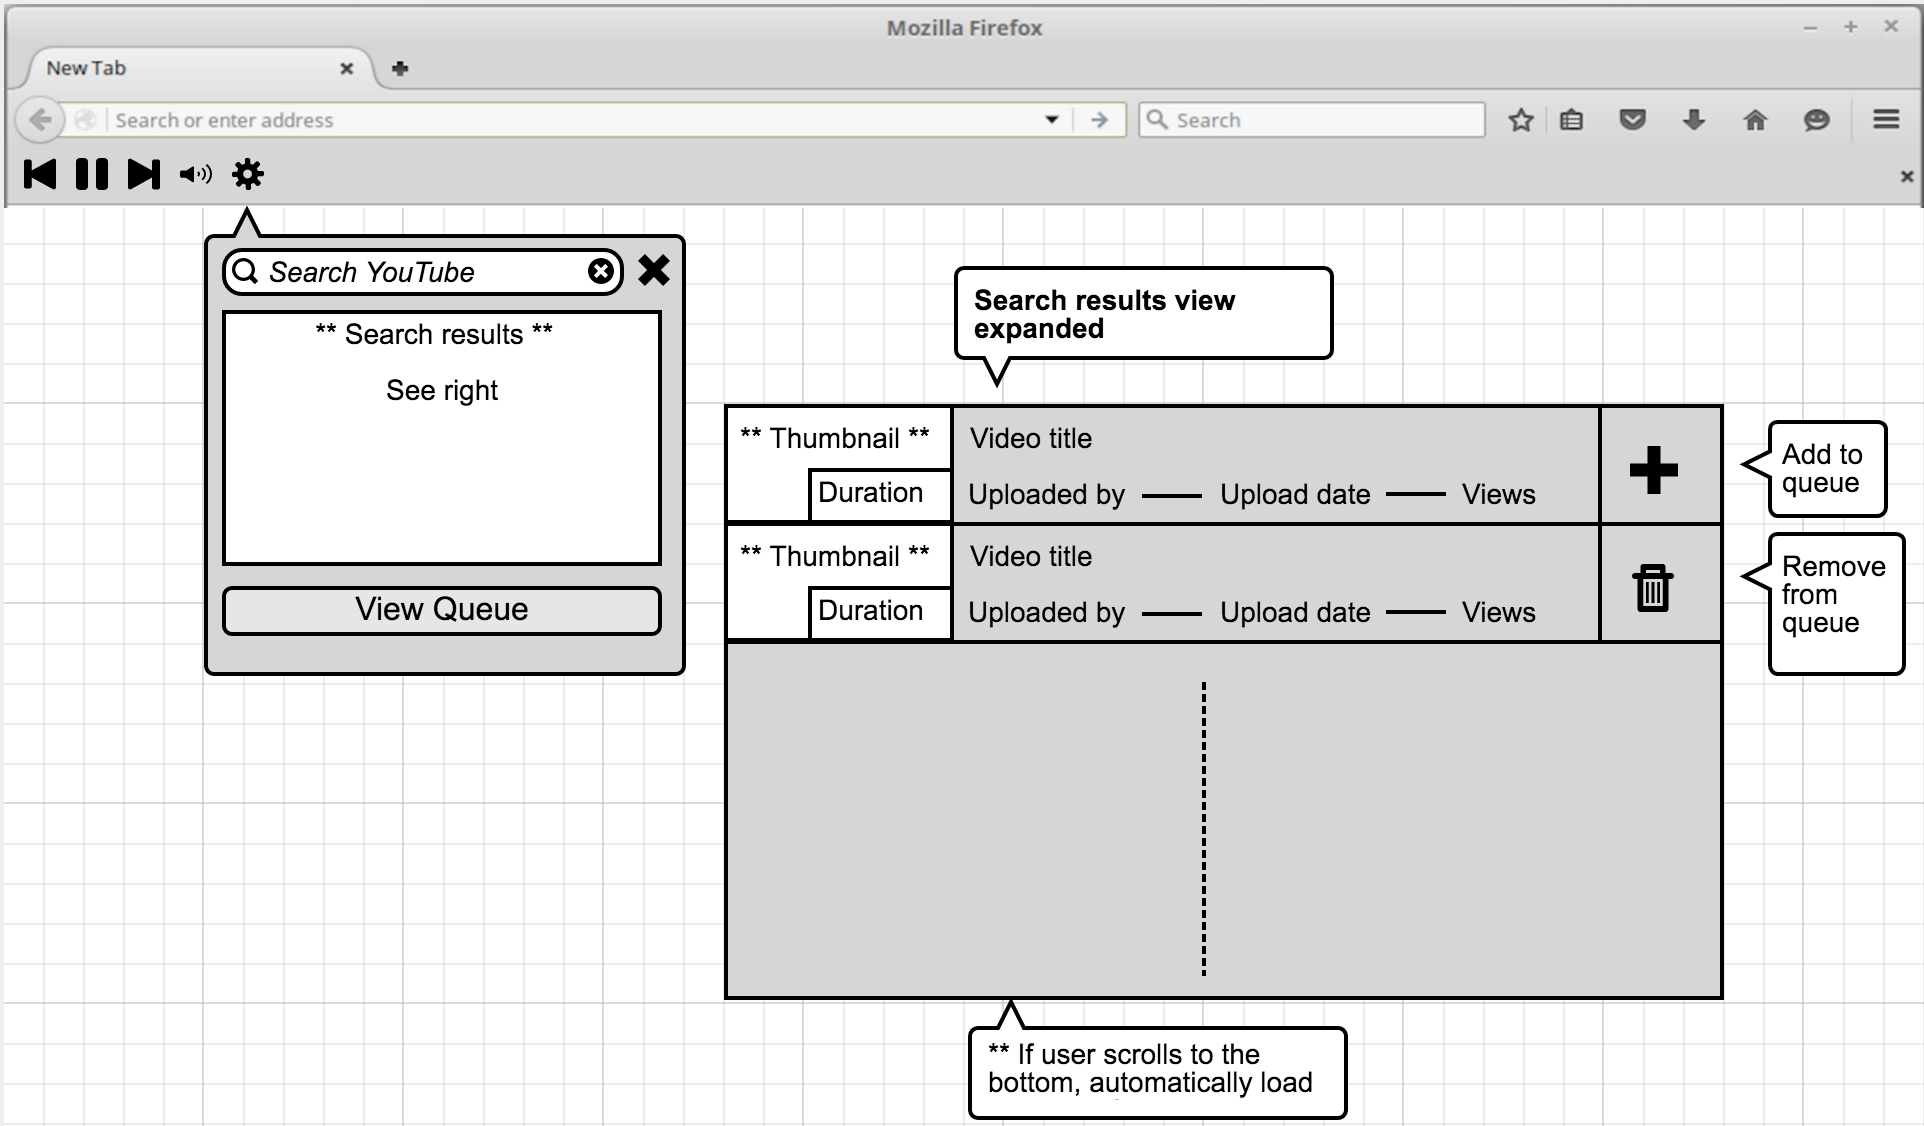 Mozilla Firefox
New Tab
Search or enter address
Search
Search YouTube
** Search results **
See right
View Queue
Search results view
expanded
** Thumbnail **
Duration
Video title
Uploaded by
Upload date
Views
Add to
queue
** Thumbnail **
Duration
Video title
Uploaded by
Upload date
Views
Remove
from
queue
** If user scrolls to the
bottom, automatically load